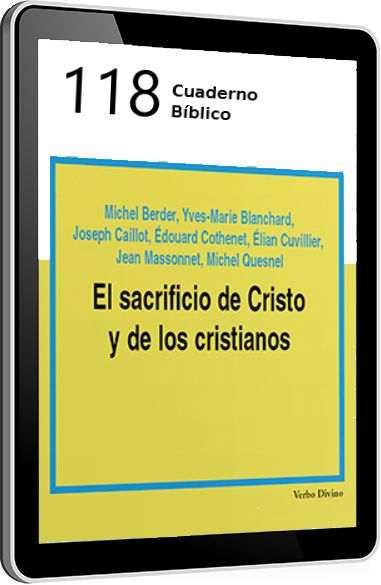 118 Cuaderno
Bíblico
Michel Berder, Yves-Marie Blanchard,
Joseph Caillot, Édouard Cothenet, Élian Cuvillier,
Jean Massonnet, Michel Quesnel
El sacrificio de Cristo
y de los cristianos
Verbo Divino